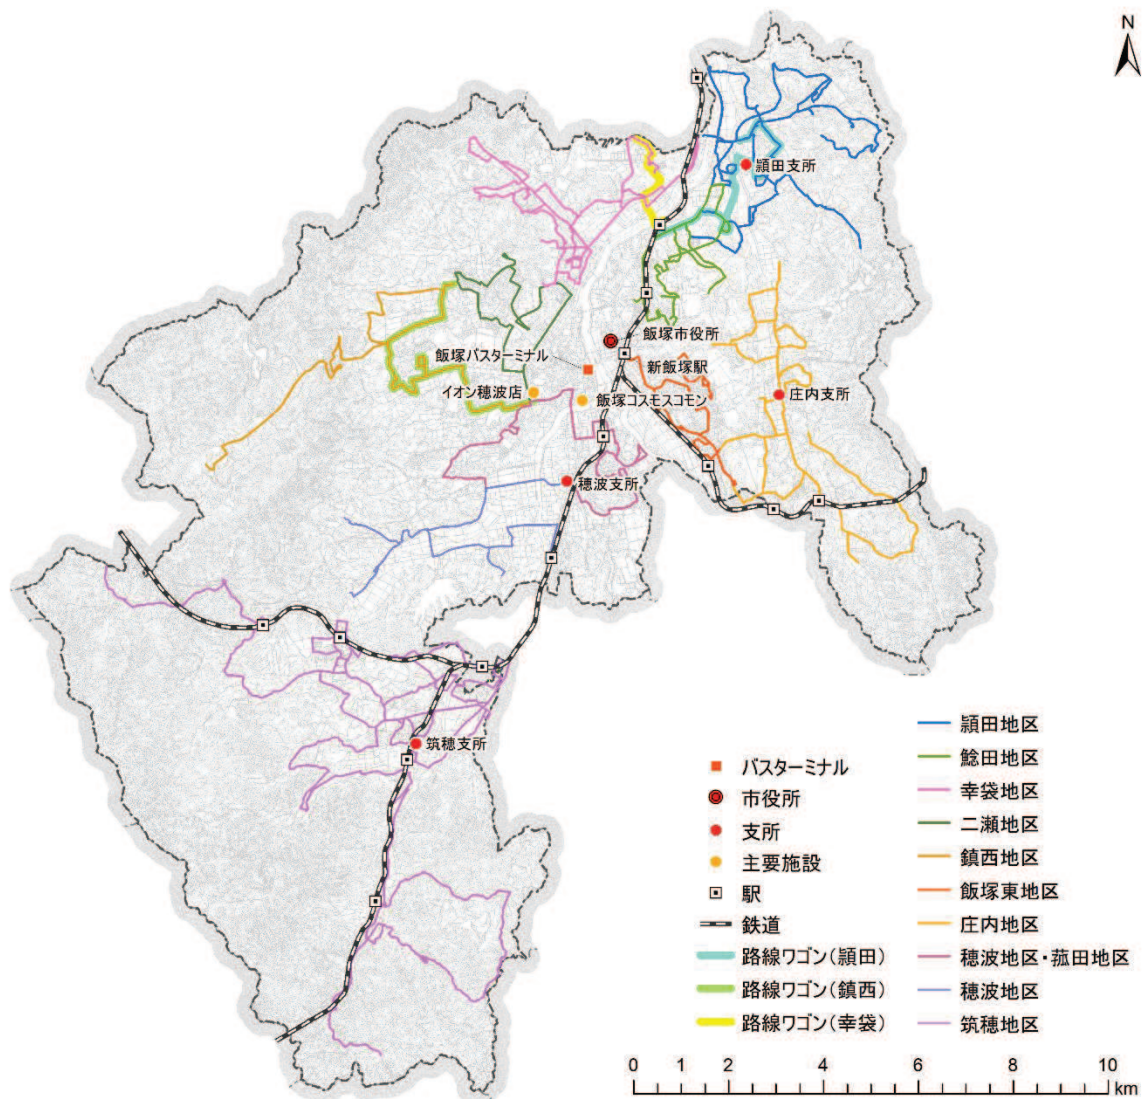 N
頴田支所
飯塚市役所
飯塚バスターミナル
新飯塚駅
イオン穂波店
飯塚コスモスコモン
庄内支所
穂波支所
筑穂支所
バスターミナル
市役所
支所
主要施設
駅
鉄道
路線ワゴン(頴田)
路線ワゴン(鎮西)
路線ワゴン(幸袋)
頴田地区
鯰田地区
幸袋地区
二瀬地区
鎮西地区
飯塚東地区
庄内地区
穂波地区・菰田地区
穂波地区
筑穂地区
0 1 2 4 6 8 10
km